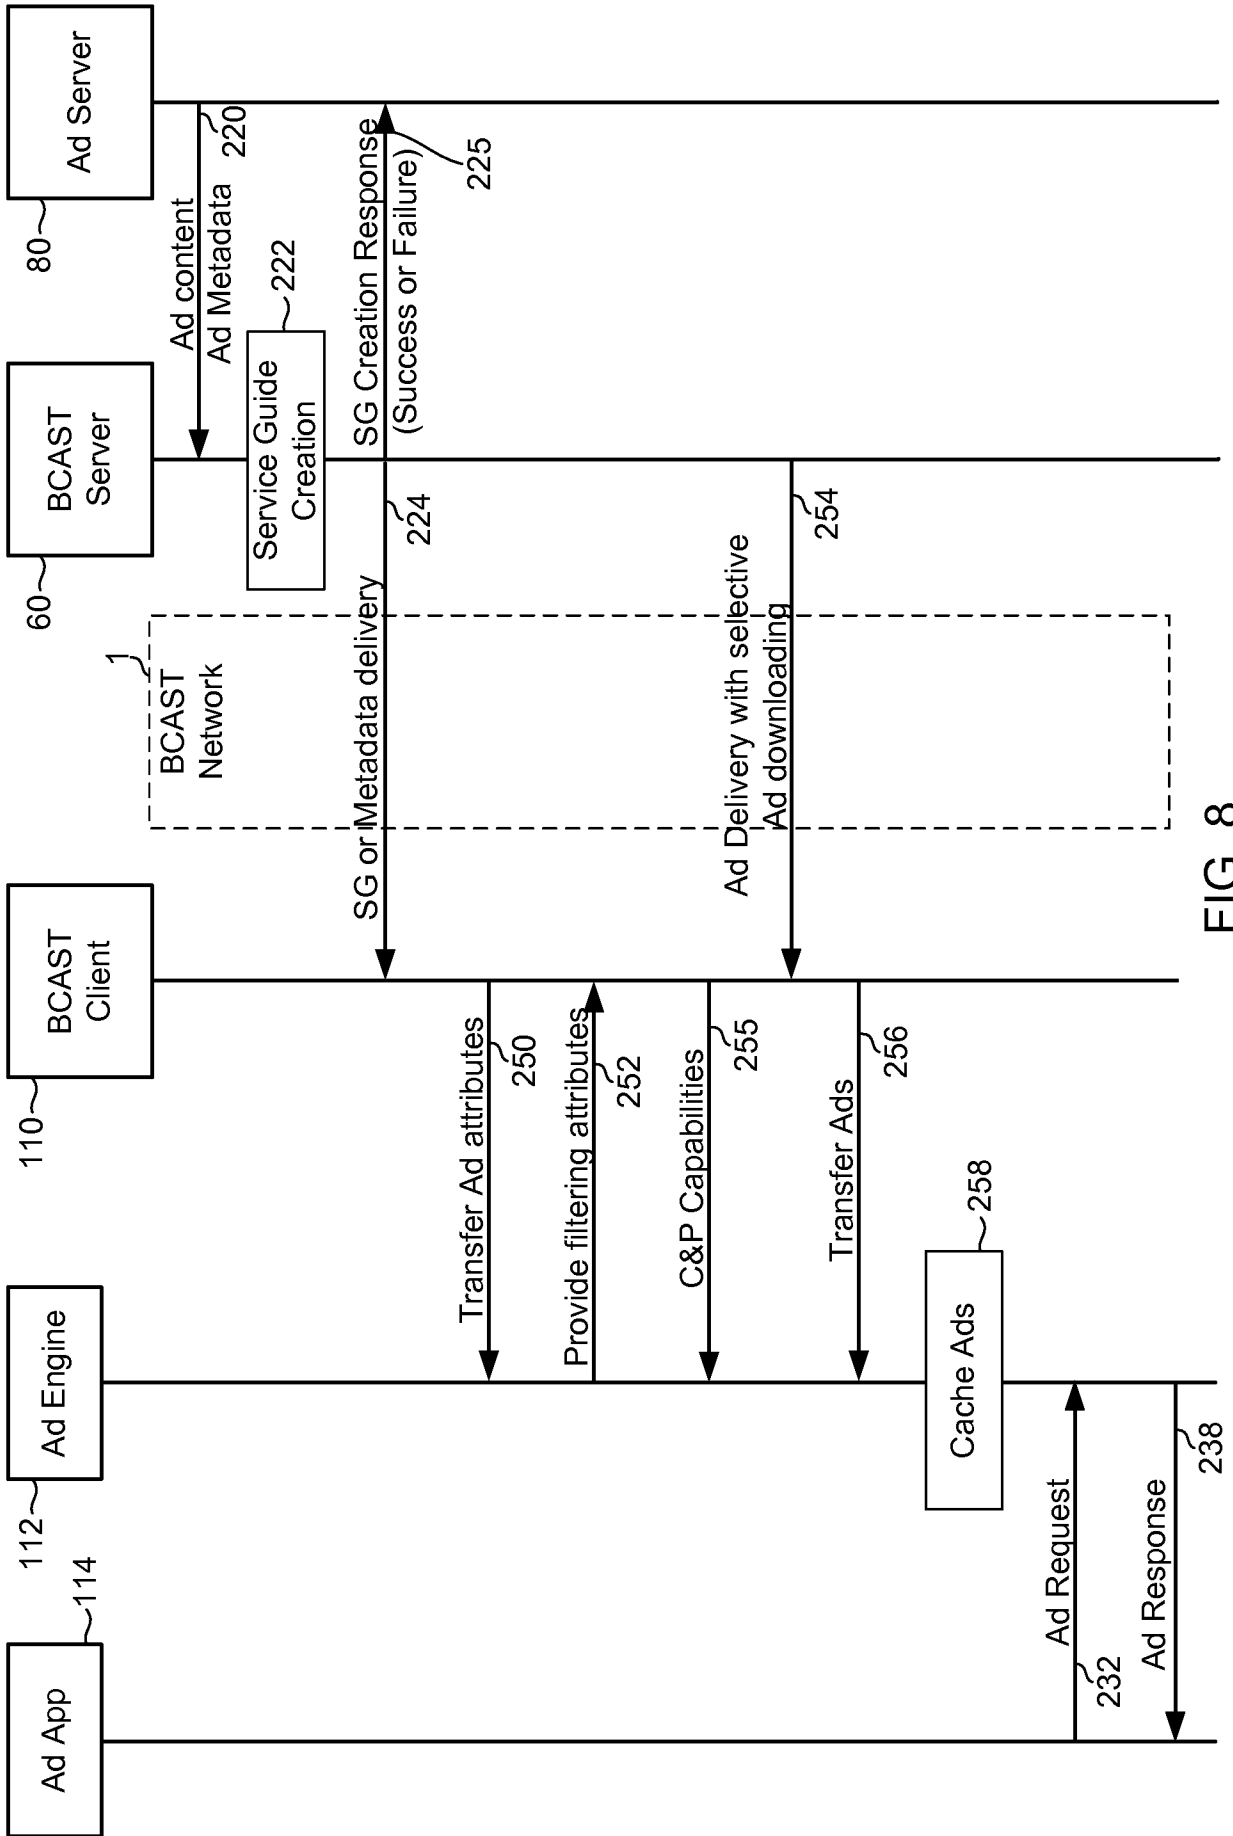 Ad App
114
Ad Engine
112
BCAST
Client
110
BCAST
Network
1
BCAST
Server
60
Ad Server
80
Ad content
Ad Metadata
220
Service Guide
Creation
222
SG or Metadata delivery
224
SG Creation Response
(Success or Failure)
225
Transfer Ad attributes
250
Provide filtering attributes
252
C&P Capabilities
255
Ad Delivery with selective
Ad downloading
254
Transfer Ads
256
Cache Ads
258
Ad Request
232
Ad Response
238
FIG. 8